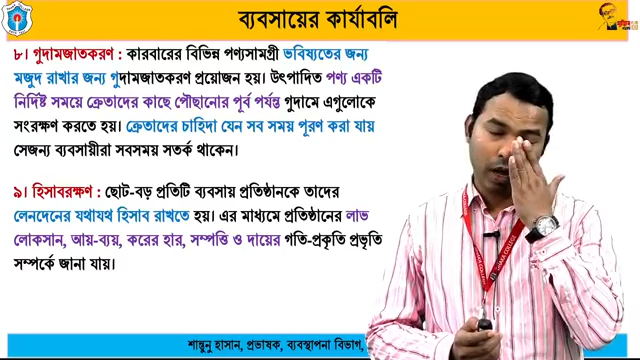 ব্যবসায়ের কার্যাবলি
৮। গুদামজাতকরণ : কারবারের বিভিন্ন পণ্যসামগ্রী ভবিষ্যতের জন্য
মজুদ রাখার জন্য গুদামজাতকরণ প্রয়োজন হয়। উৎপাদিত পণ্য একটি
নির্দিষ্ট সময়ে ক্রেতাদের কাছে পৌছানোর পূর্ব পর্যন্ত গুদামে এগুলোকে
সংরক্ষণ করতে হয়। ক্রেতাদের চাহিদা যেন সব সময় পূরণ করা যায়
সেজন্য ব্যবসায়ীরা সবসময় সতর্ক থাকেন।
৯। হিসাবরক্ষণ : ছোট-বড় প্রতিটি ব্যবসায় প্রতিষ্ঠানকে তাদের
লেনদেনের যথাযথ হিসাব রাখতে হয়। এর মাধ্যমে প্রতিষ্ঠানের লাভ
লোকসান, আয়-ব্যয়, করের হার, সম্পত্তি ও দায়ের গতি-প্রকৃতি প্রভৃতি
সম্পর্কে জানা যায়।
শান্তুনু হাসান, প্রভাষক, ব্যবস্থাপনা বিভাগ,